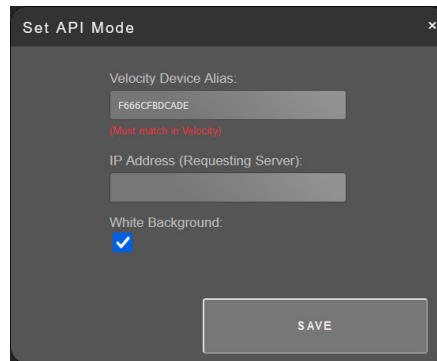 Set API Mode ×
Velocity Device Alias:
F666CFBDCADE
(Must match in Velocity)
IP Address (Requesting Server):
White Background:
SAVE